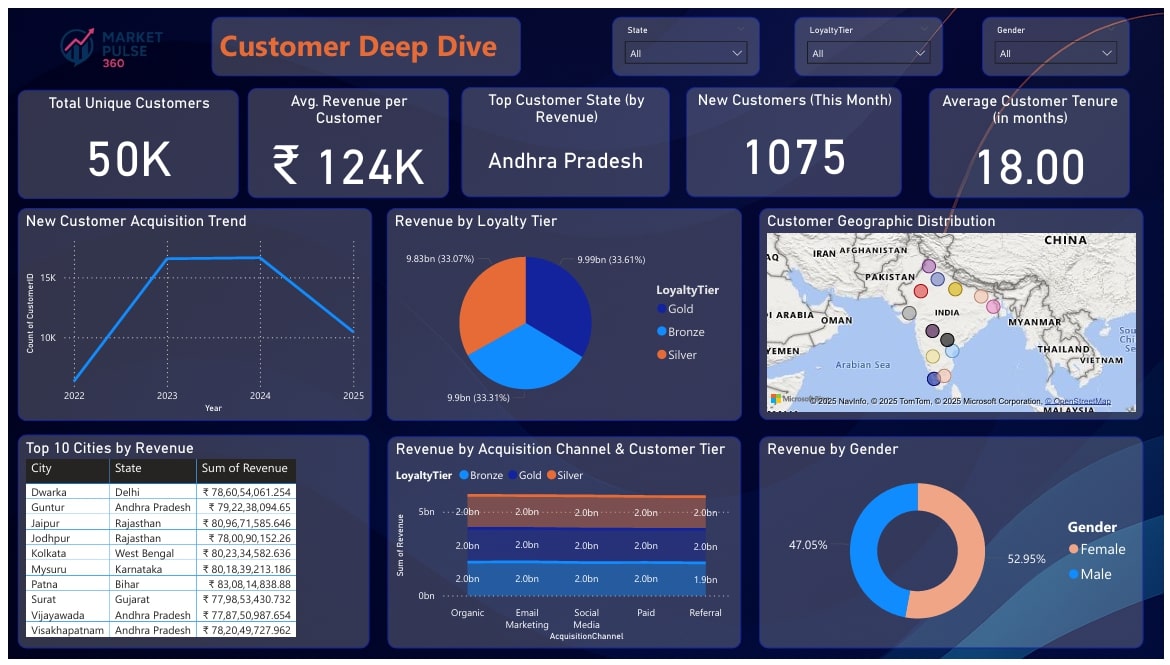 MARKET
PULSE
360
Customer Deep Dive
State
All
LoyaltyTier
All
Gender
All
Total Unique Customers
50K
Avg. Revenue per
Customer
₹ 124K
Top Customer State (by
Revenue)
Andhra Pradesh
New Customers (This Month)
1075
Average Customer Tenure
(in months)
18.00
New Customer Acquisition Trend
Count of CustomerID
15K
10K
2022
2023
2024
2025
Year
Revenue by Loyalty Tier
9.83bn (33.07%)
9.99bn (33.61%)
9.9bn (33.31%)
LoyaltyTier
Gold
Bronze
Silver
Customer Geographic Distribution
CHINA
IRAN
AFGHANISTAN
AQ
PAKISTAN
I ARABIA
OMAN
INDIA
MYANMAR
Sou
Chi
Se
YEMEN
Arabian Sea
THAILAND
VIETNAM
© 2025 NavInfo, © 2025 TomTom, © 2025 Microsoft Corporation, © OpenStreetMap
MALAYSIA
Top 10 Cities by Revenue
City State Sum of Revenue
Dwarka Delhi ₹ 78,60,54,061.254
Guntur Andhra Pradesh ₹ 79,22,38,094.65
Jaipur Rajasthan ₹ 80,96,71,585.646
Jodhpur Rajasthan ₹ 78,00,90,152.26
Kolkata West Bengal ₹ 80,23,34,582.636
Mysuru Karnataka ₹ 80,18,39,213.186
Patna Bihar ₹ 83,08,14,838.88
Surat Gujarat ₹ 77,98,53,430.732
Vijayawada Andhra Pradesh ₹ 77,87,50,987.654
Visakhapatnam Andhra Pradesh ₹ 78,20,49,727.962
Revenue by Acquisition Channel & Customer Tier
LoyaltyTier Bronze Gold Silver
Sum of Revenue
5bn
2.0bn 2.0bn 2.0bn 2.0bn 2.0bn
2.0bn 2.0bn 2.0bn 2.0bn 2.0bn
2.0bn 2.0bn 2.0bn 2.0bn 1.9bn
0bn
Organic
Email
Marketing
Social
Media
Paid
Referral
AcquisitionChannel
Revenue by Gender
47.05%
52.95%
Gender
Female
Male